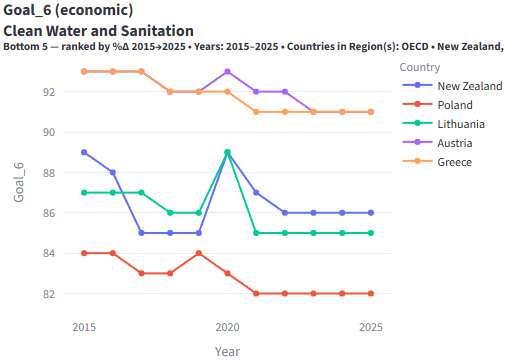 Goal_6 (economic)
Clean Water and Sanitation
Bottom 5 — ranked by %Δ 2015→2025 • Years: 2015–2025 • Countries in Region(s): OECD • New Zealand,
Country
New Zealand
Poland
Lithuania
Austria
Greece
92
90
88
86
84
82
Goal_6
2015
2020
2025
Year